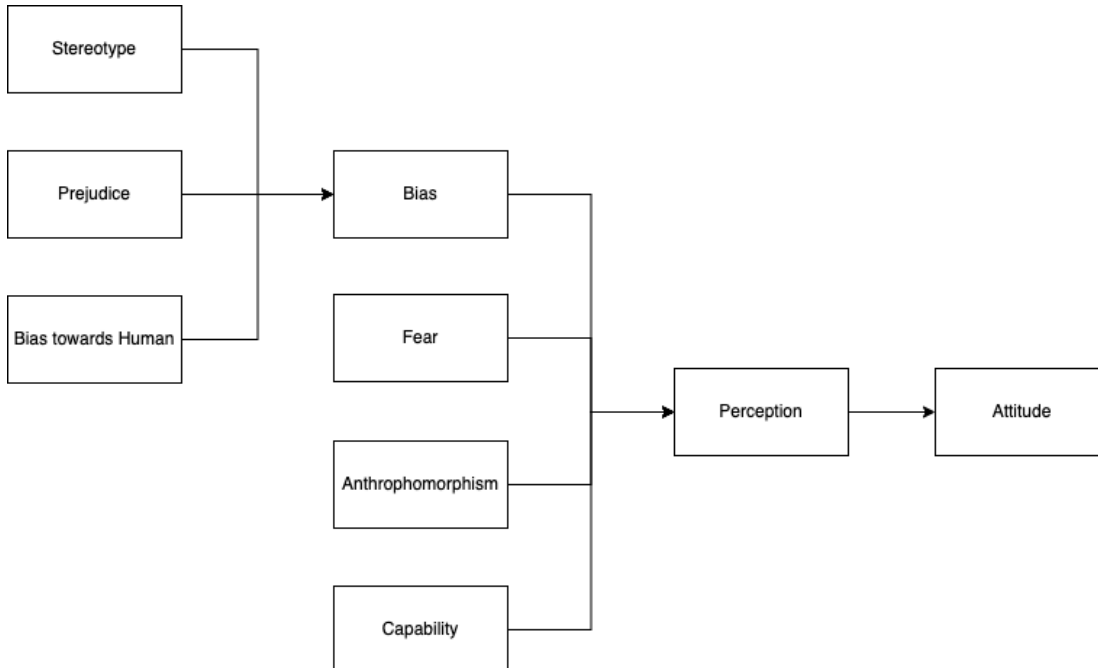 Stereotype
Prejudice
Bias
Bias towards Human
Fear
Perception
Attitude
Anthrophomorphism
Capability